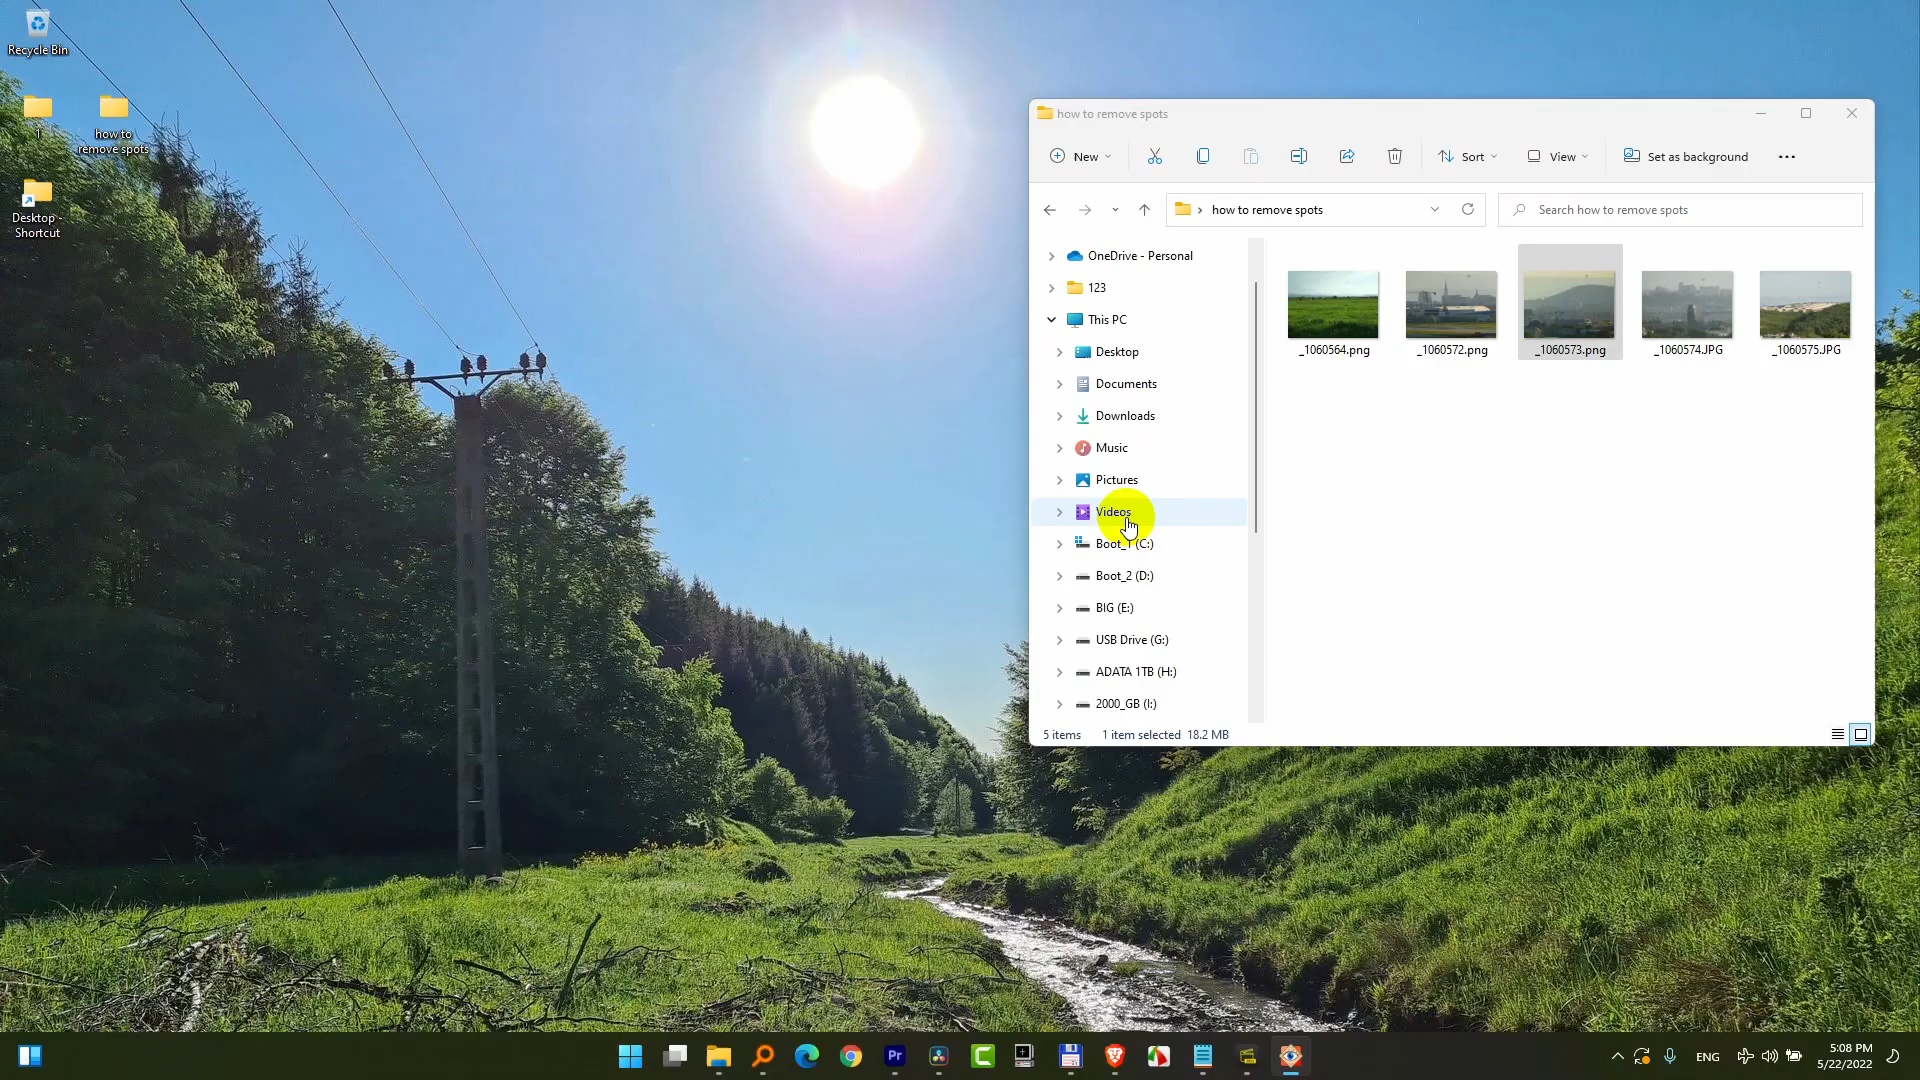 Recycle Bin
1
how to
remove spots
Desktop -
Shortcut
how to remove spots
New
Sort
View
Set as background
how to remove spots
Search how to remove spots
OneDrive - Personal
123
This PC
Desktop
Documents
Downloads
Music
Pictures
Videos
Boot_1 (C:)
Boot_2 (D:)
BIG (E:)
USB Drive (G:)
ADATA 1TB (H:)
2000_GB (I:)
_1060564.png
_1060572.png
_1060573.png
_1060574.JPG
_1060575.JPG
5 items 1 item selected 18.2 MB
Pr
ENG
5:08 PM
5/22/2022